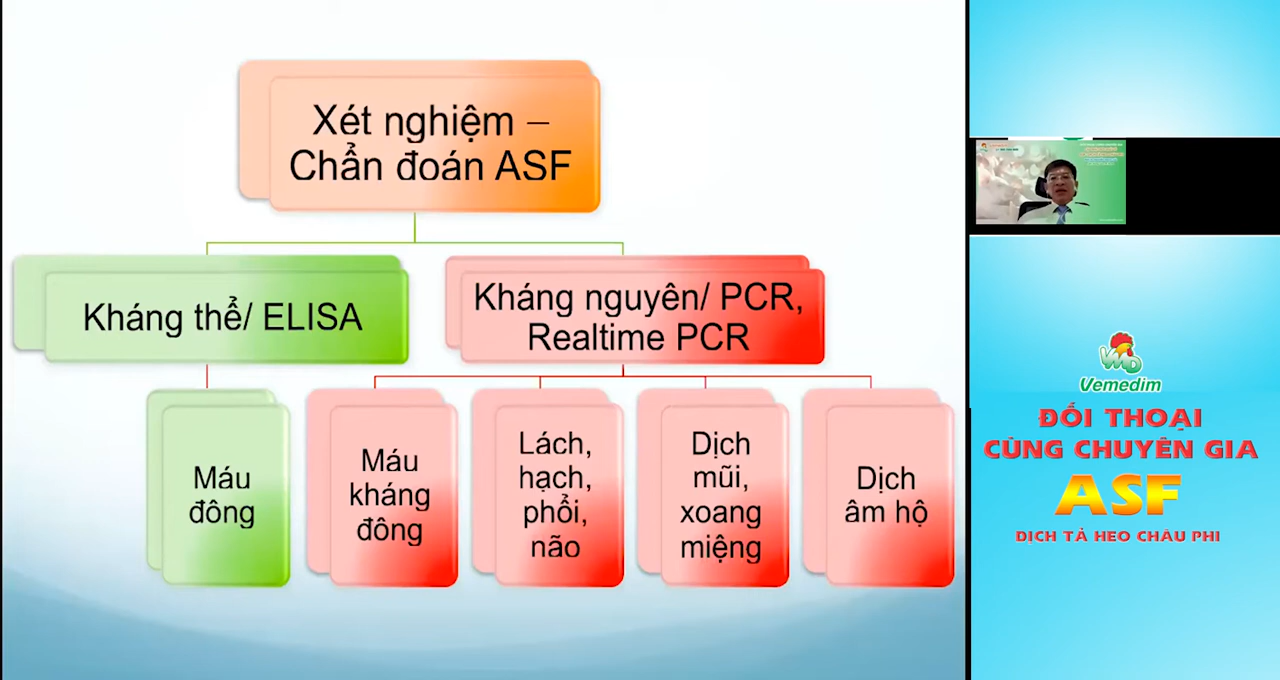 Xét nghiệm –
Chẩn đoán ASF
Kháng thể/ ELISA
Kháng nguyên/ PCR,
Realtime PCR
Máu
đông
Máu
kháng
đông
Lách,
hạch,
phổi,
não
Dịch
mũi,
xoang
miệng
Dịch
âm hộ
VMD
Vemedim
ĐỐI THOẠI
CÙNG CHUYÊN GIA
ASF
DỊCH TẢ HEO CHÂU PHI